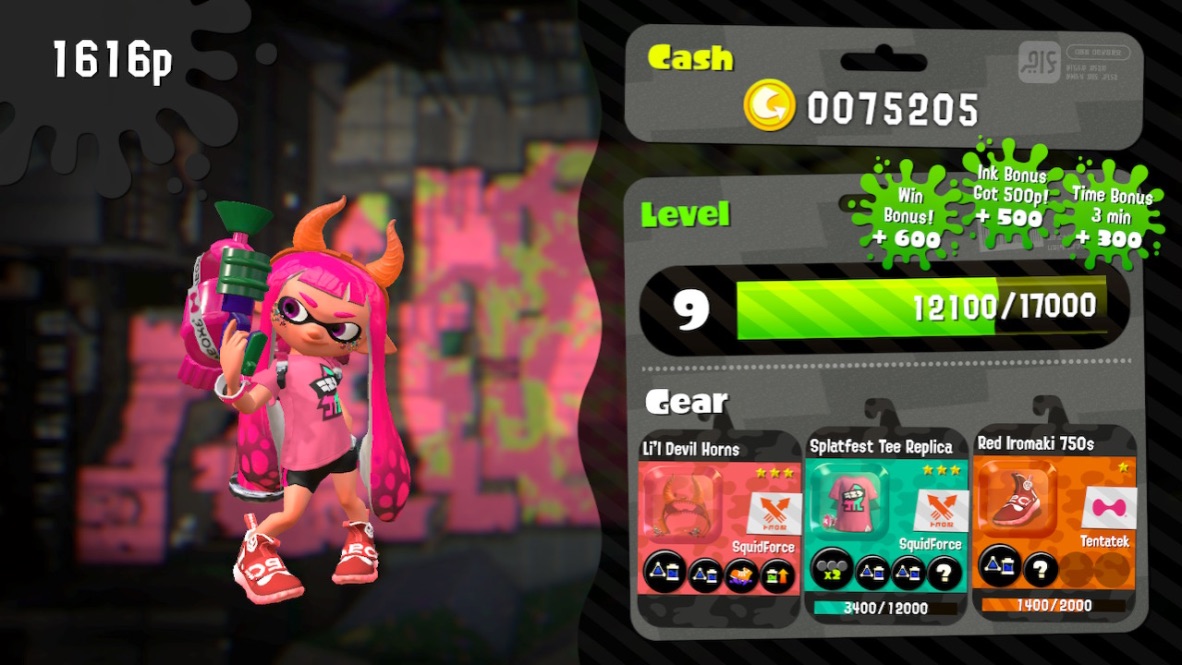 1616p
Cash
0075205
Win
Bonus!
+ 600
Ink Bonus
Got 500p!
+ 500
Time Bonus
3 min
+ 300
Level
9
12100/17000
Gear
Li'l Devil Horns
SquidForce
Splatfest Tee Replica
SquidForce
x2
?
3400/12000
Red Iromaki 750s
Tentatek
?
1400/2000